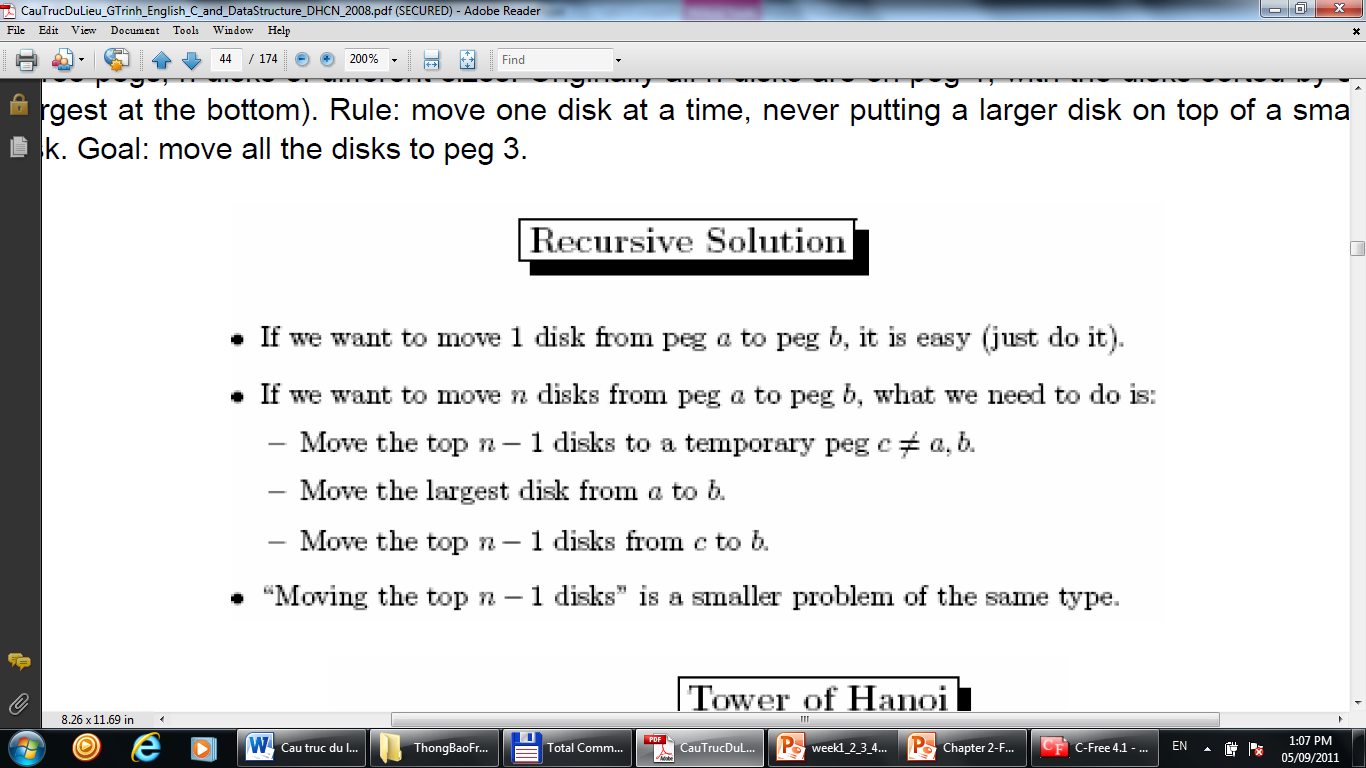 CauTrucDuLieu_GTrinh_English_C_and_DataStructure_DHCN_2008.pdf (SECURED) - Adobe Reader
File Edit View Document Tools Window Help
44 / 174 200% Find
rgest at the bottom). Rule: move one disk at a time, never putting a larger disk on top of a sma
k. Goal: move all the disks to peg 3.
Recursive Solution
• If we want to move 1 disk from peg a to peg b, it is easy (just do it).
• If we want to move n disks from peg a to peg b, what we need to do is:
– Move the top n − 1 disks to a temporary peg c ≠ a, b.
– Move the largest disk from a to b.
– Move the top n − 1 disks from c to b.
• “Moving the top n − 1 disks” is a smaller problem of the same type.
Tower of Hanoi
8.26 x 11.69 in
Cau truc du l... ThongBaoFr... Total Comm... CauTrucDuL... week1_2_3_4... Chapter 2-F... C-Free 4.1 - ... EN 1:07 PM
05/09/2011